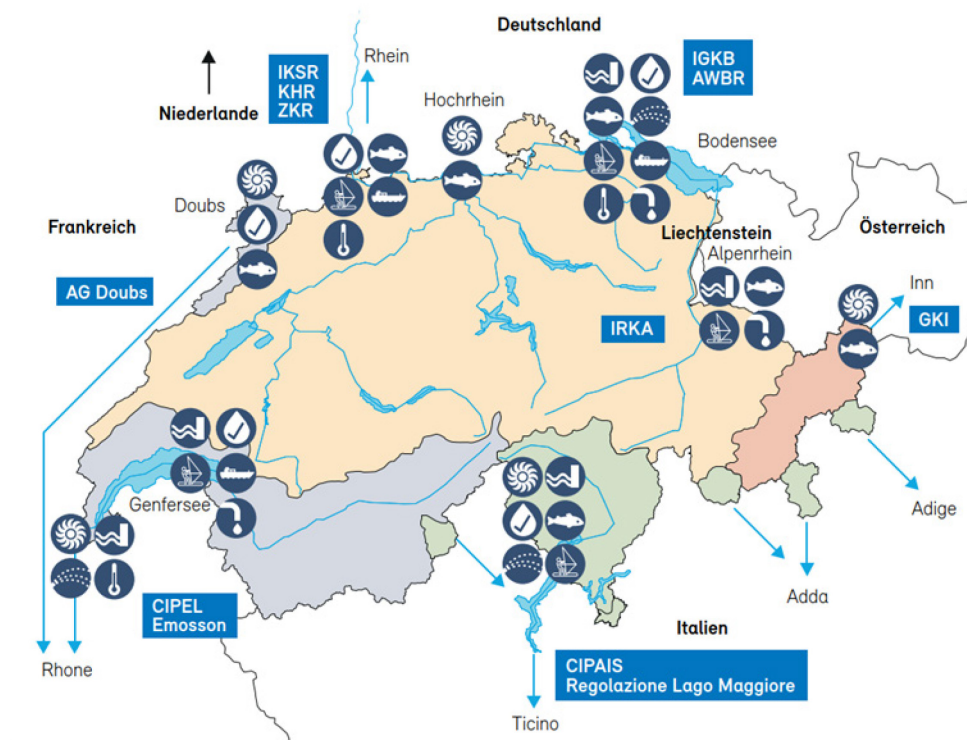 Deutschland
IKSR
KHR
ZKR
Rhein
IGKB
AWBR
Niederlande
Hochrhein
Bodensee
Doubs
Frankreich
Liechtenstein
Österreich
Alpenrhein
AG Doubs
Inn
IRKA
GKI
Genfersee
Adige
Adda
CIPEL
Emosson
Italien
Rhone
CIPAIS
Regolazione Lago Maggiore
Ticino